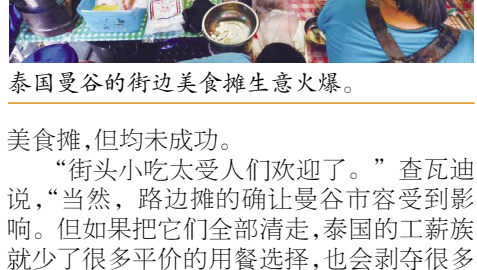 泰国曼谷的街边美食摊生意火爆。
美食摊，但均未成功。
“街头小吃太受人们欢迎了。”查瓦迪
说，“当然，路边摊的确让曼谷市容受到影
响。但如果把它们全部清走，泰国的工薪族
就少了很多平价的用餐选择，也会剥夺很多